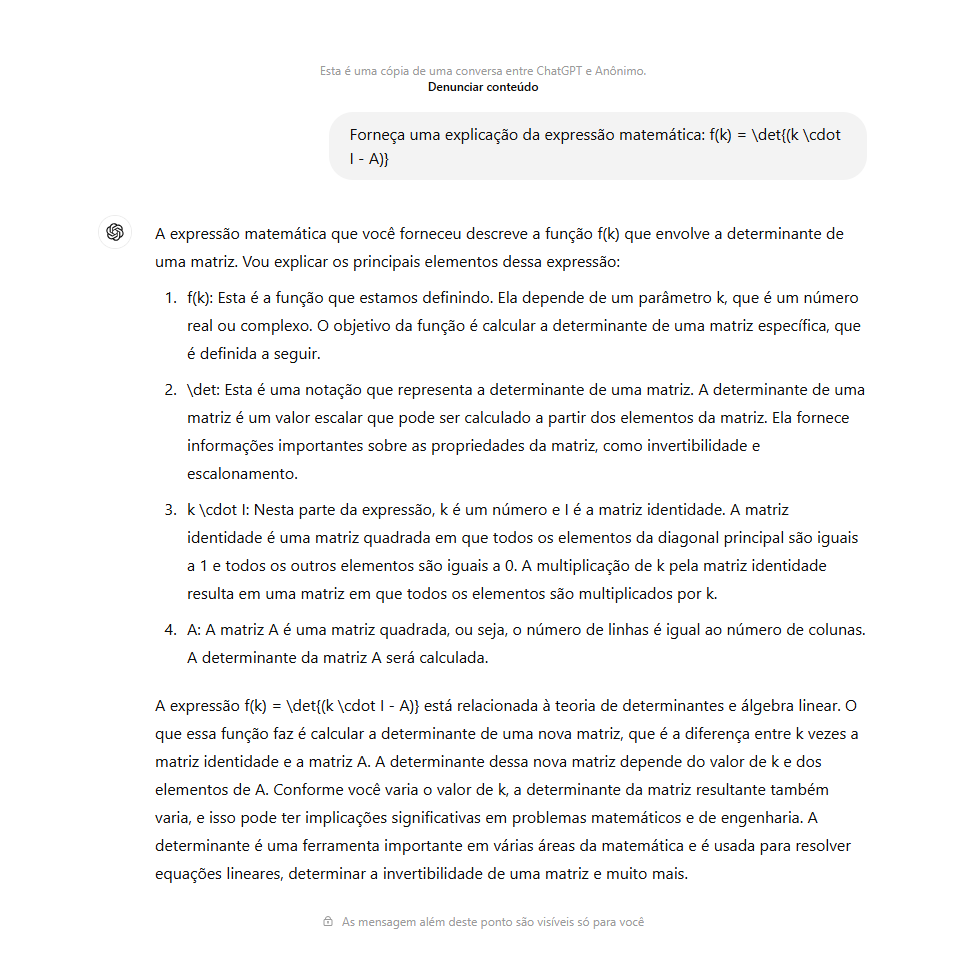 Esta é uma cópia de uma conversa entre ChatGPT e Anônimo.
Denunciar conteúdo
Forneça uma explicação da expressão matemática: f(k) = \det{(k \cdot
I - A)}
A expressão matemática que você forneceu descreve a função f(k) que envolve a determinante de
uma matriz. Vou explicar os principais elementos dessa expressão:
1. f(k): Esta é a função que estamos definindo. Ela depende de um parâmetro k, que é um número
real ou complexo. O objetivo da função é calcular a determinante de uma matriz específica, que
é definida a seguir.
2. \det: Esta é uma notação que representa a determinante de uma matriz. A determinante de uma
matriz é um valor escalar que pode ser calculado a partir dos elementos da matriz. Ela fornece
informações importantes sobre as propriedades da matriz, como invertibilidade e
escalonamento.
3. k \cdot I: Nesta parte da expressão, k é um número e I é a matriz identidade. A matriz
identidade é uma matriz quadrada em que todos os elementos da diagonal principal são iguais
a 1 e todos os outros elementos são iguais a 0. A multiplicação de k pela matriz identidade
resulta em uma matriz em que todos os elementos são multiplicados por k.
4. A: A matriz A é uma matriz quadrada, ou seja, o número de linhas é igual ao número de colunas.
A determinante da matriz A será calculada.
A expressão f(k) = \det{(k \cdot I - A)} está relacionada à teoria de determinantes e álgebra linear. O
que essa função faz é calcular a determinante de uma nova matriz, que é a diferença entre k vezes a
matriz identidade e a matriz A. A determinante dessa nova matriz depende do valor de k e dos
elementos de A. Conforme você varia o valor de k, a determinante da matriz resultante também
varia, e isso pode ter implicações significativas em problemas matemáticos e de engenharia. A
determinante é uma ferramenta importante em várias áreas da matemática e é usada para resolver
equações lineares, determinar a invertibilidade de uma matriz e muito mais.
As mensagem além deste ponto são visíveis só para você